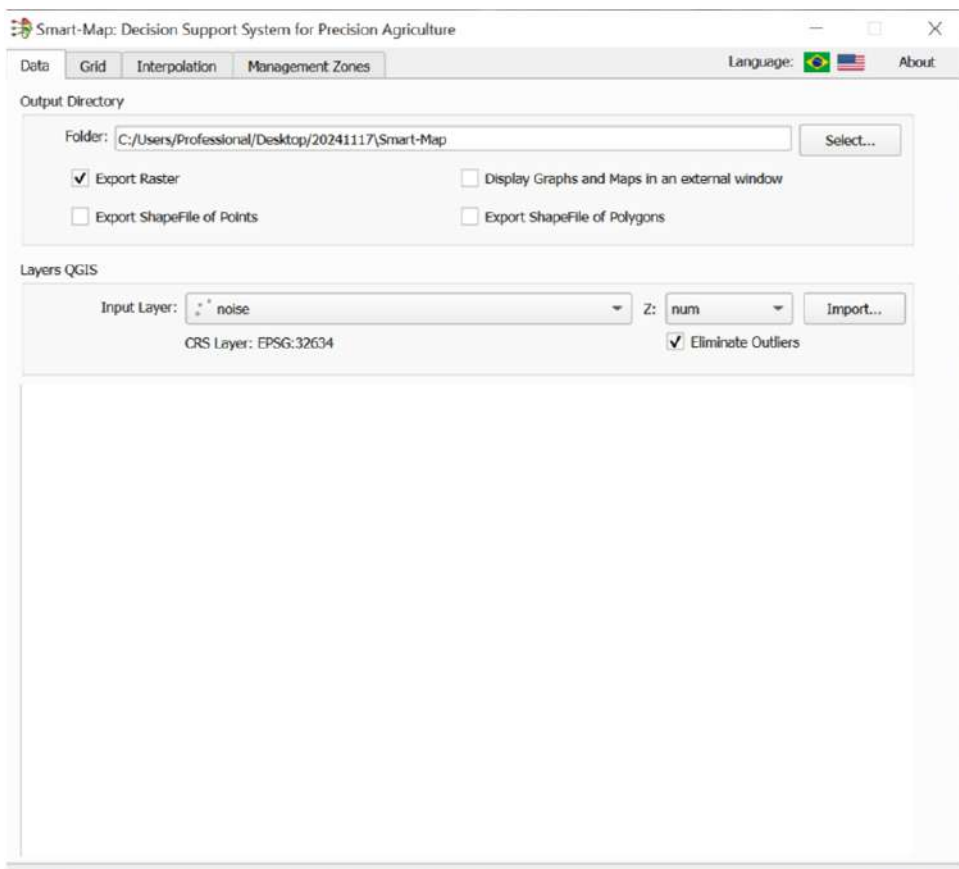 Smart-Map: Decision Support System for Precision Agriculture
Data Grid Interpolation Management Zones Language: About
Output Directory
Folder: C:/Users/Professional/Desktop/20241117\Smart-Map Select...
Export Raster Display Graphs and Maps in an external window
Export ShapeFile of Points Export ShapeFile of Polygons
Layers QGIS
Input Layer: noise Z: num Import...
CRS Layer: EPSG:32634 Eliminate Outliers